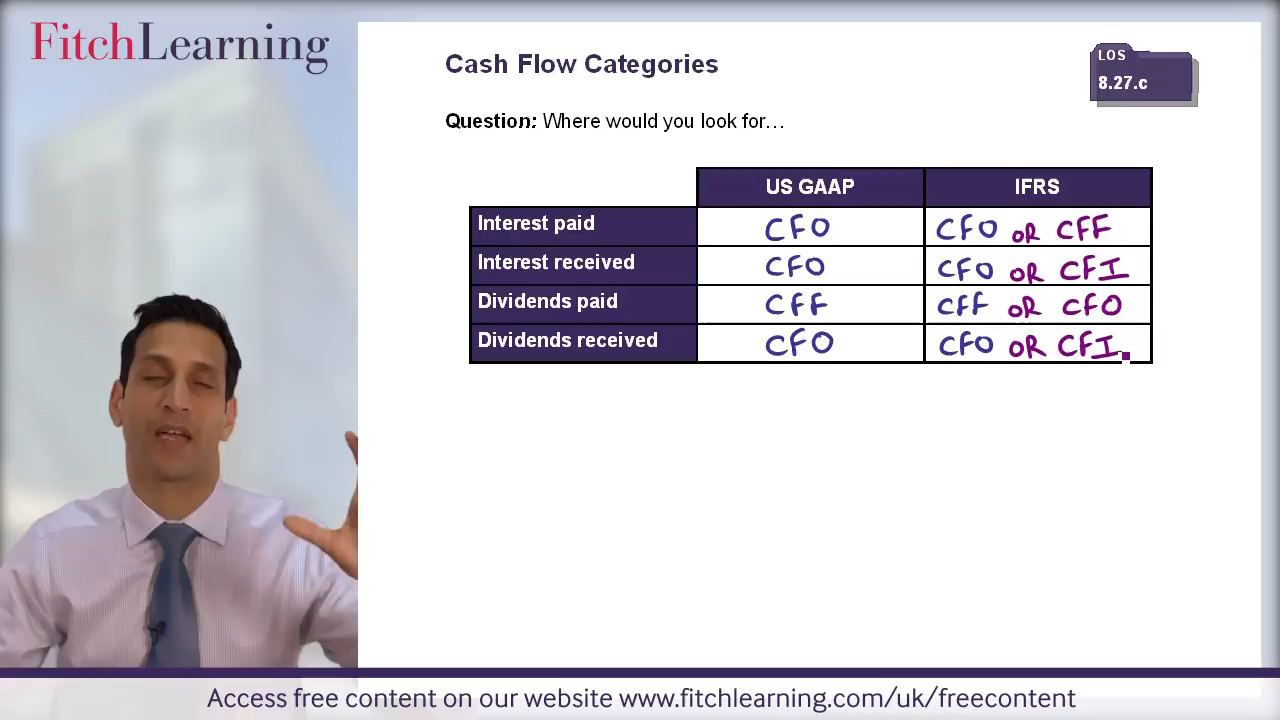 FitchLearning
Cash Flow Categories
LOS
8.27.c
Question: Where would you look for...
US GAAP IFRS
Interest paid CFO CFO OR CFF
Interest received CFO CFO OR CFI
Dividends paid CFF CFF OR CFO
Dividends received CFO CFO OR CFI
Access free content on our website www.fitchlearning.com/uk/freecontent